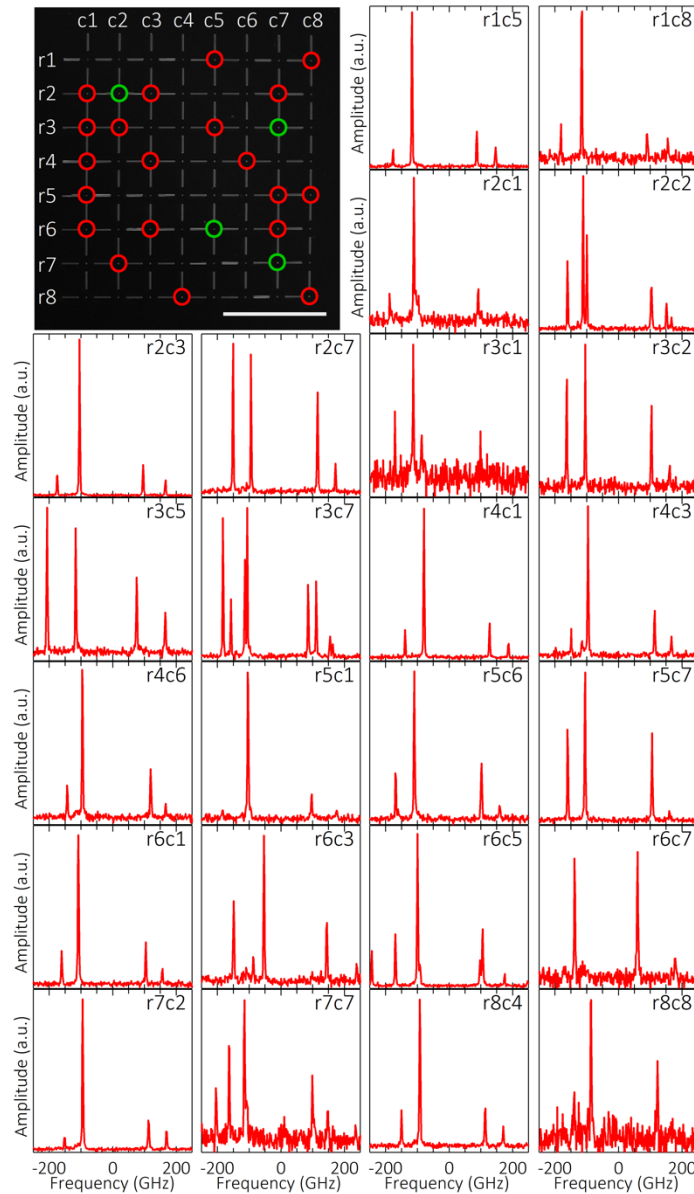 c1 c2 c3 c4 c5 c6 c7 c8
r1
r2
r3
r4
r5
r6
r7
r8
r1c5
r1c8
Amplitude (a.u.)
r2c1
r2c2
Amplitude (a.u.)
r2c3
r2c7
r3c1
r3c2
Amplitude (a.u.)
r3c5
r3c7
r4c1
r4c3
Amplitude (a.u.)
r4c6
r5c1
r5c6
r5c7
Amplitude (a.u.)
r6c1
r6c3
r6c5
r6c7
Amplitude (a.u.)
r7c2
r7c7
r8c4
r8c8
Amplitude (a.u.)
-200 0 200
-200 0 200
-200 0 200
-200 0 200
Frequency (GHz)
Frequency (GHz)
Frequency (GHz)
Frequency (GHz)